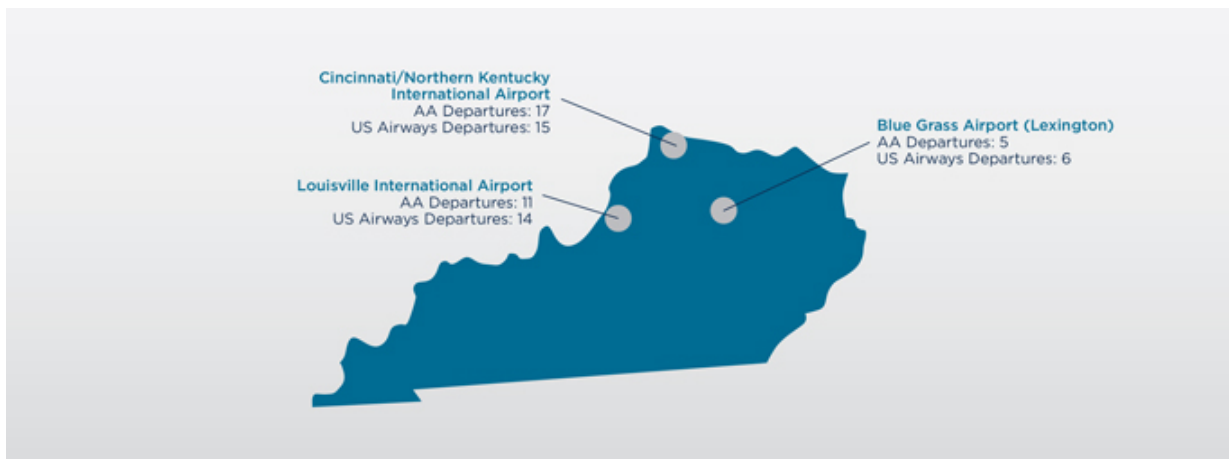 Cincinnati/Northern Kentucky
International Airport
AA Departures: 17
US Airways Departures: 15
Blue Grass Airport (Lexington)
AA Departures: 5
US Airways Departures: 6
Louisville International Airport
AA Departures: 11
US Airways Departures: 14